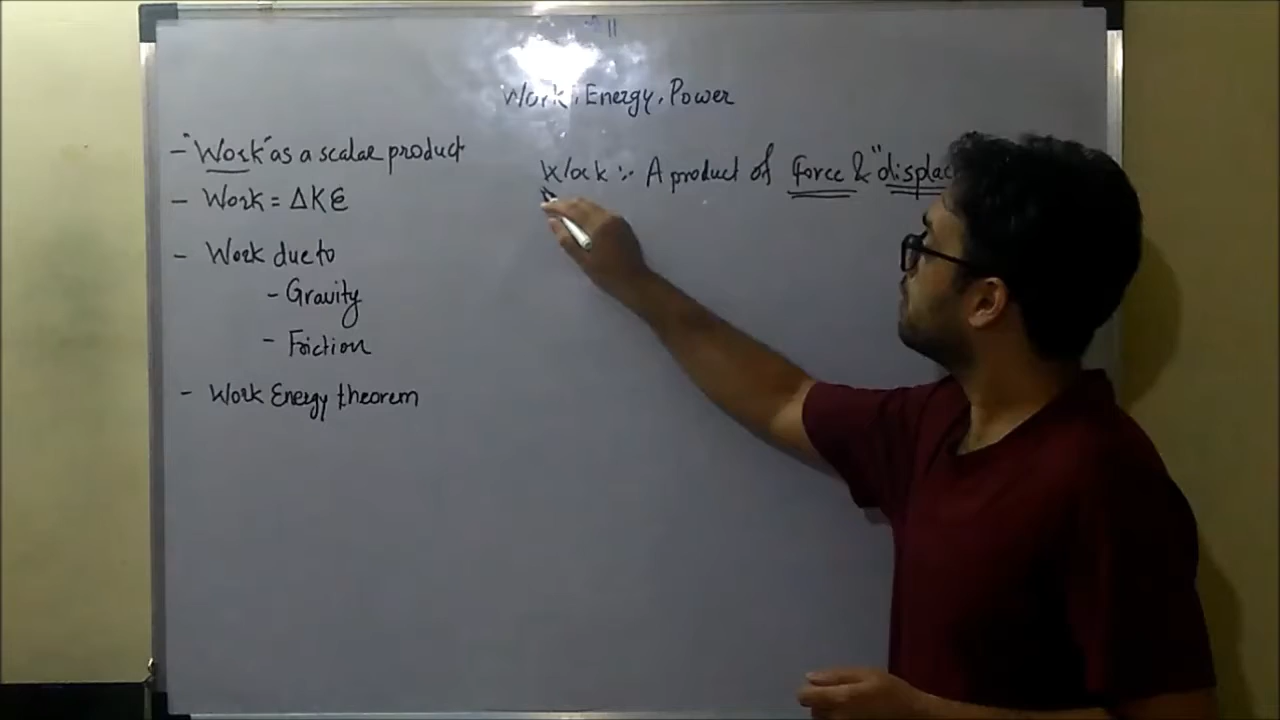 Work, Energy, Power
- "Work" as a scalar product
- Work = ΔKE
- Work due to
- Gravity
- Friction
- Work Energy theorem
Work :- A product of force & "displac